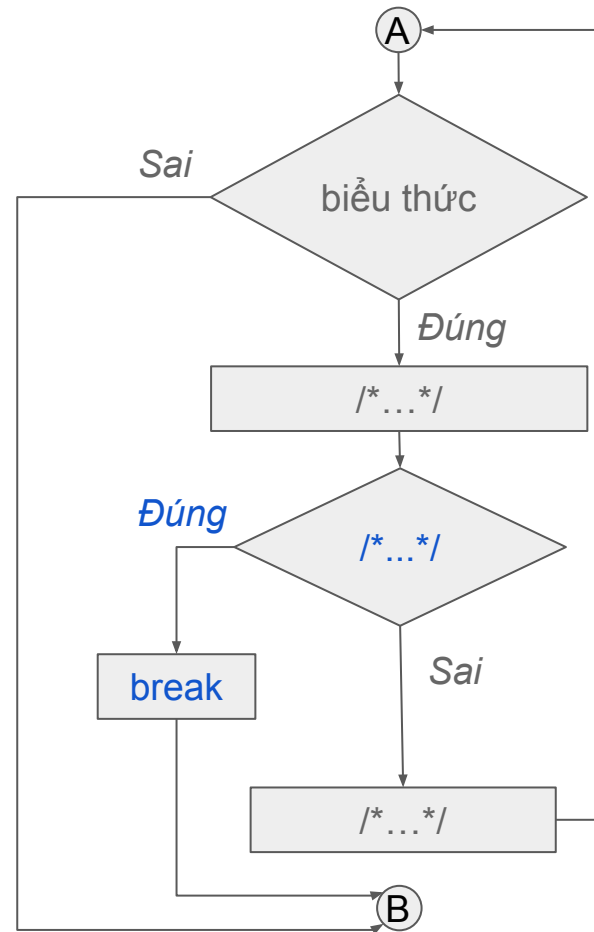 A
Sai
biểu thức
Đúng
/*…*/
Đúng
/*...*/
Sai
break
/*…*/
B